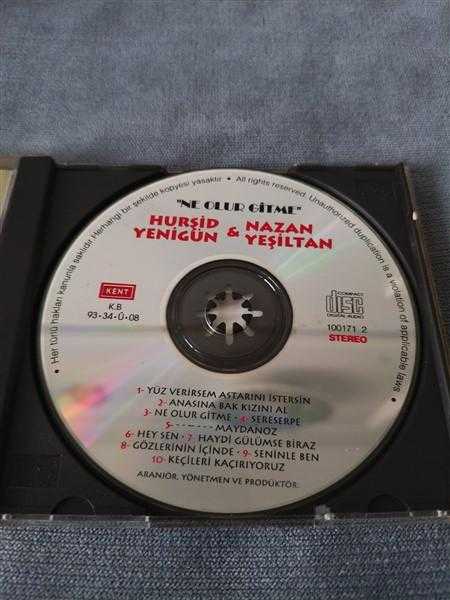 • Her türlü hakları kanunla saklıdır. Herhangi bir şekilde kopyesi yasaktır • All rights reserved. Unauthorized duplication is a violation of applicable laws •
"NE OLUR GİTME"
HURŞİD YENİGÜN & NAZAN YEŞİLTAN
KENT
K.B
93-34-Ü-08
COMPACT
disc
DIGITAL AUDIO
100171 2
STEREO
1- YÜZ VERİRSEM ASTARINI İSTERSİN
2- ANASINA BAK KIZINI AL
3- NE OLUR GİTME - 4- SERESERPE
5- ------ MAYDANOZ
6- HEY SEN - 7- HAYDİ GÜLÜMSE BİRAZ
8- GÖZLERİNİN İÇİNDE - 9- SENİNLE BEN
10- KEÇİLERİ KAÇIRIYORUZ
ARANJÖR, YÖNETMEN VE PRODÜKTÖR: